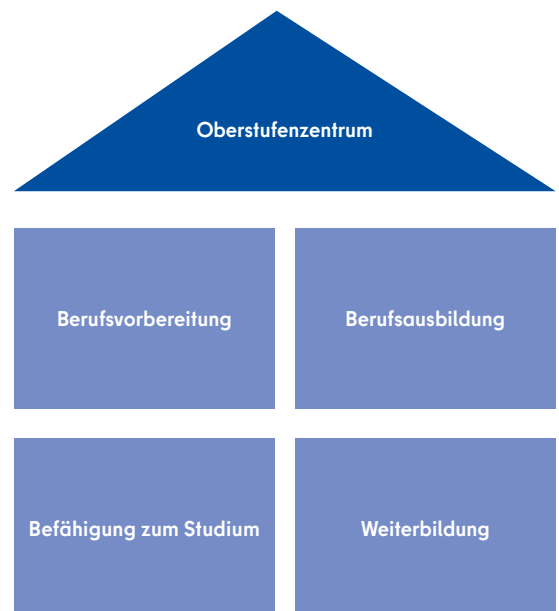 Oberstufenzentrum
Berufsvorbereitung
Berufsausbildung
Befähigung zum Studium
Weiterbildung